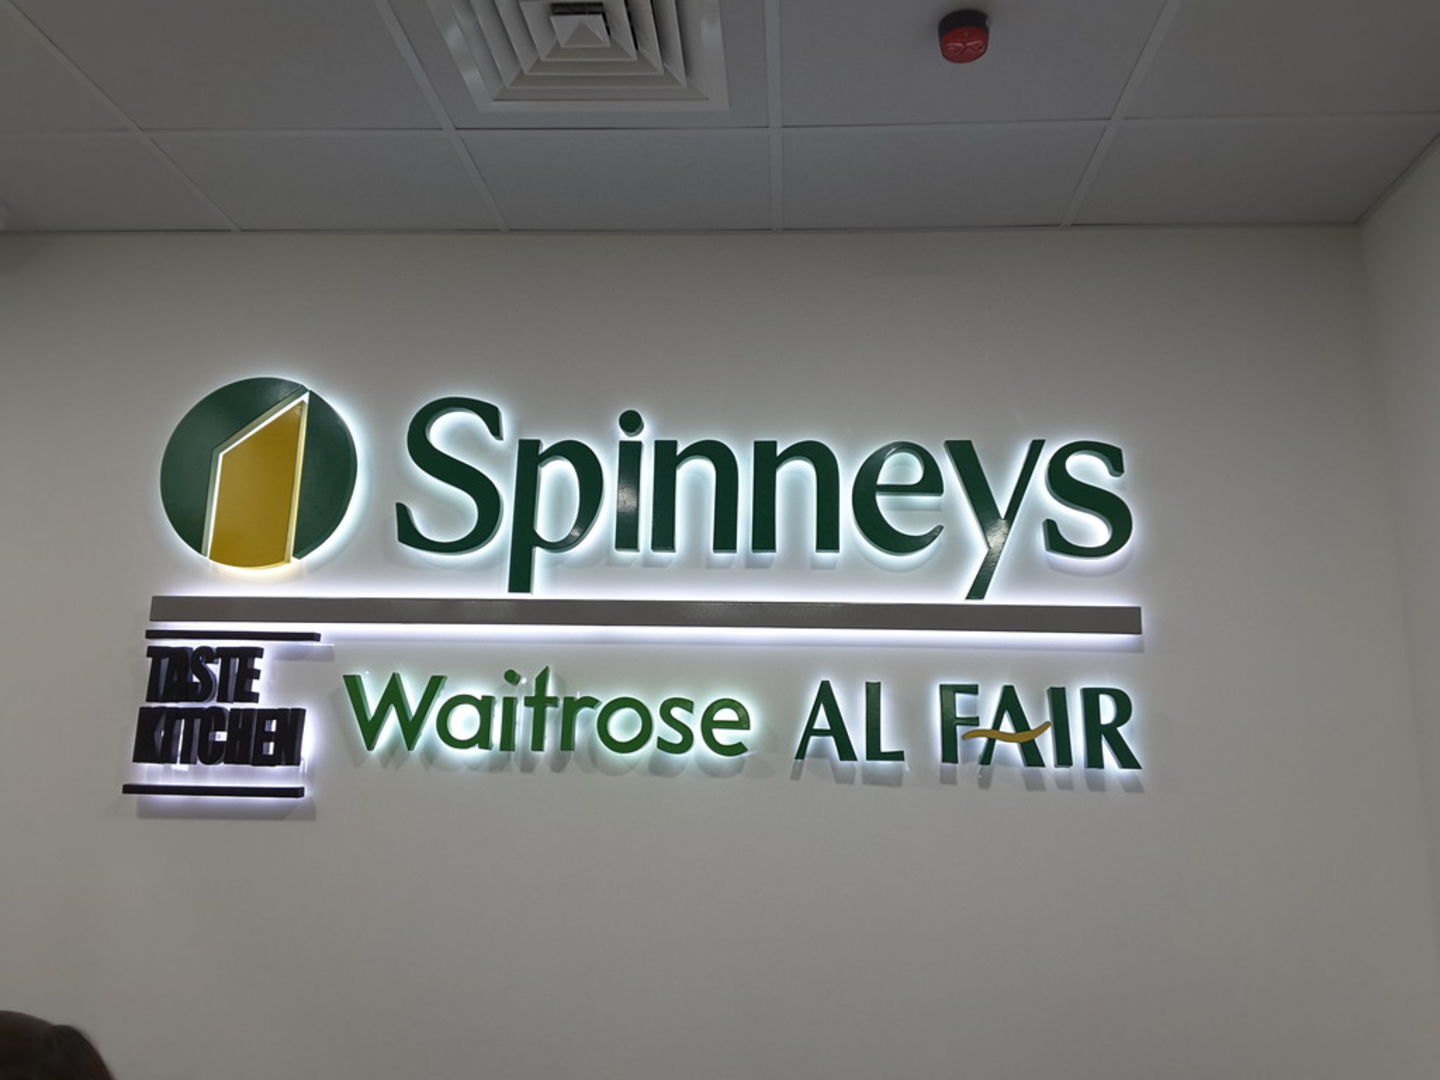 Spinneys
TASTE
KITCHEN
Waitrose
AL FAIR